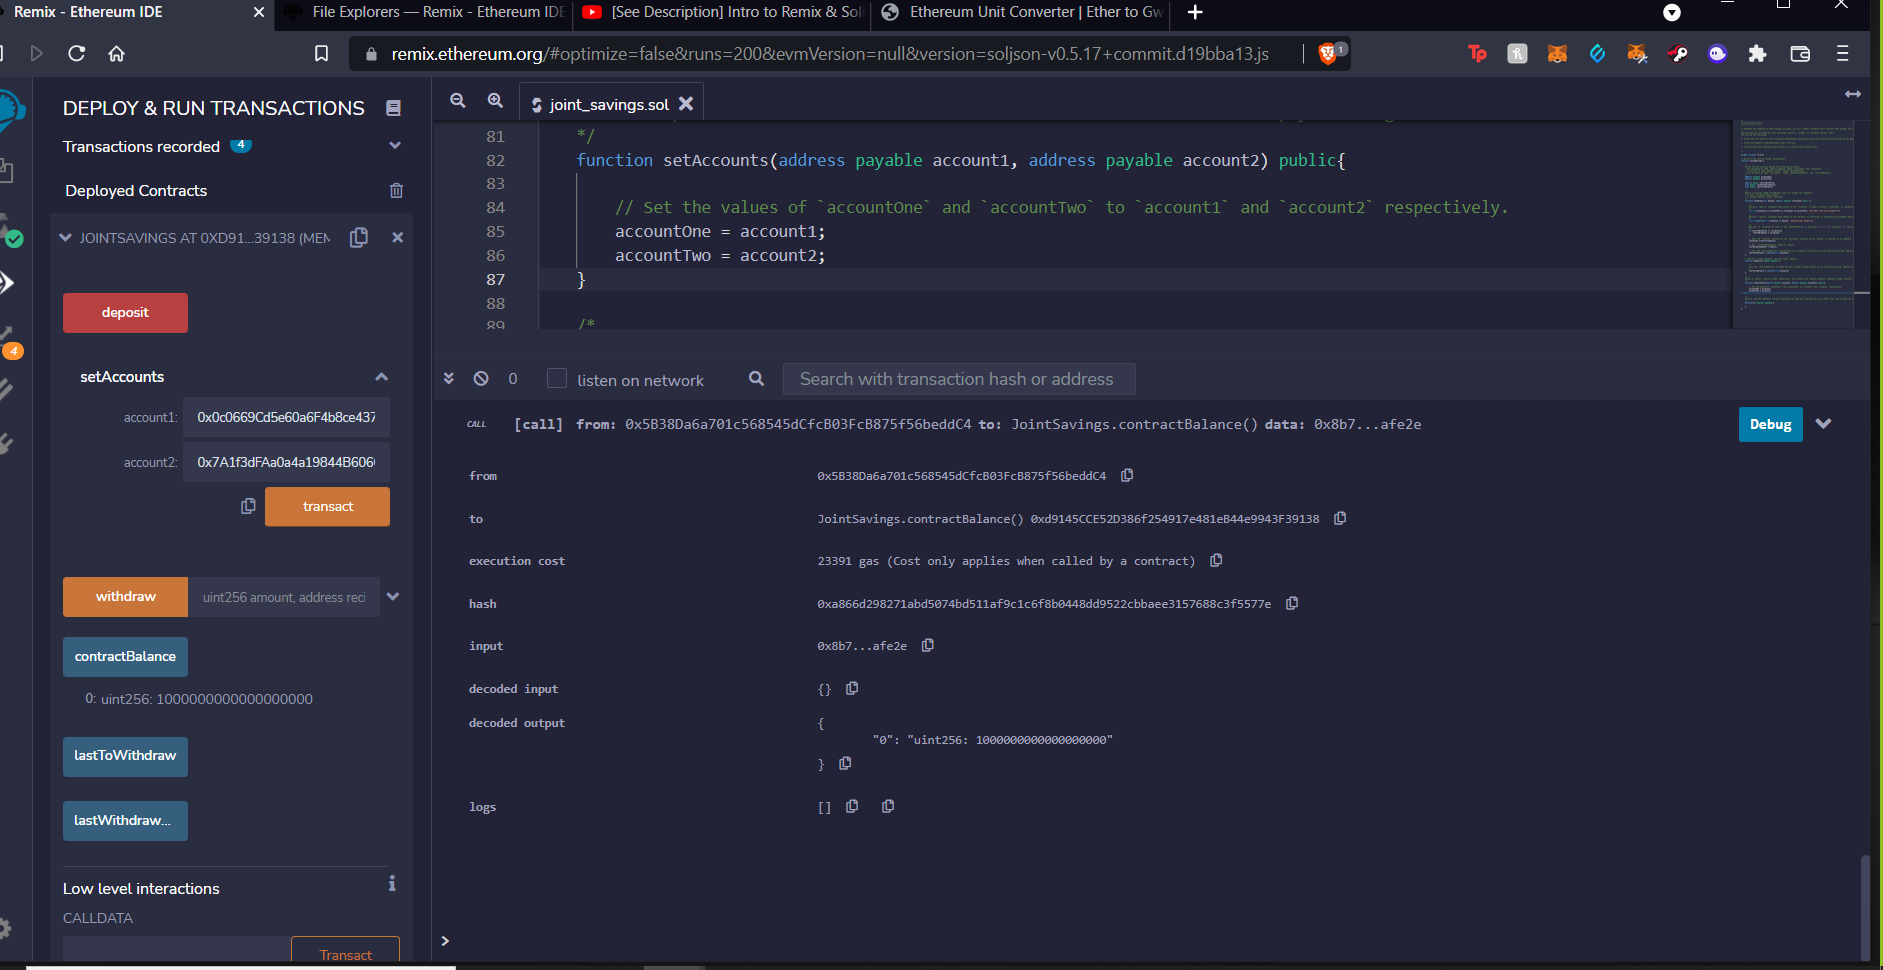 Remix - Ethereum IDE
File Explorers — Remix - Ethereum IDE
[See Description] Intro to Remix & Soli
Ethereum Unit Converter | Ether to Gw
remix.ethereum.org/#optimize=false&runs=200&evmVersion=null&version=soljson-v0.5.17+commit.d19bba13.js
1
Tp
DEPLOY & RUN TRANSACTIONS
Transactions recorded 4
Deployed Contracts
JOINTSAVINGS AT 0XD91...39138 (MEM
deposit
setAccounts
account1: 0x0c0669Cd5e60a6F4b8ce437
account2: 0x7A1f3dFAa0a4a19844B606
transact
withdraw uint256 amount, address reci
contractBalance
0: uint256: 1000000000000000000
lastToWithdraw
lastWithdraw...
Low level interactions
CALLDATA
Transact
4
joint_savings.sol
81 */
82 function setAccounts(address payable account1, address payable account2) public{
83
84 // Set the values of `accountOne` and `accountTwo` to `account1` and `account2` respectively.
85 accountOne = account1;
86 accountTwo = account2;
87 }
88
89 /*
0 listen on network Search with transaction hash or address
CALL [call] from: 0x5B38Da6a701c568545dCfcB03FcB875f56beddC4 to: JointSavings.contractBalance() data: 0x8b7...afe2e Debug
from 0x5B38Da6a701c568545dCfcB03FcB875f56beddC4
to JointSavings.contractBalance() 0xd9145CCE52D386f254917e481eB44e9943F39138
execution cost 23391 gas (Cost only applies when called by a contract)
hash 0xa866d298271abd5074bd511af9c1c6f8b0448dd9522cbbaee3157688c3f5577e
input 0x8b7...afe2e
decoded input {}
decoded output {
"0": "uint256: 1000000000000000000"
}
logs []
>